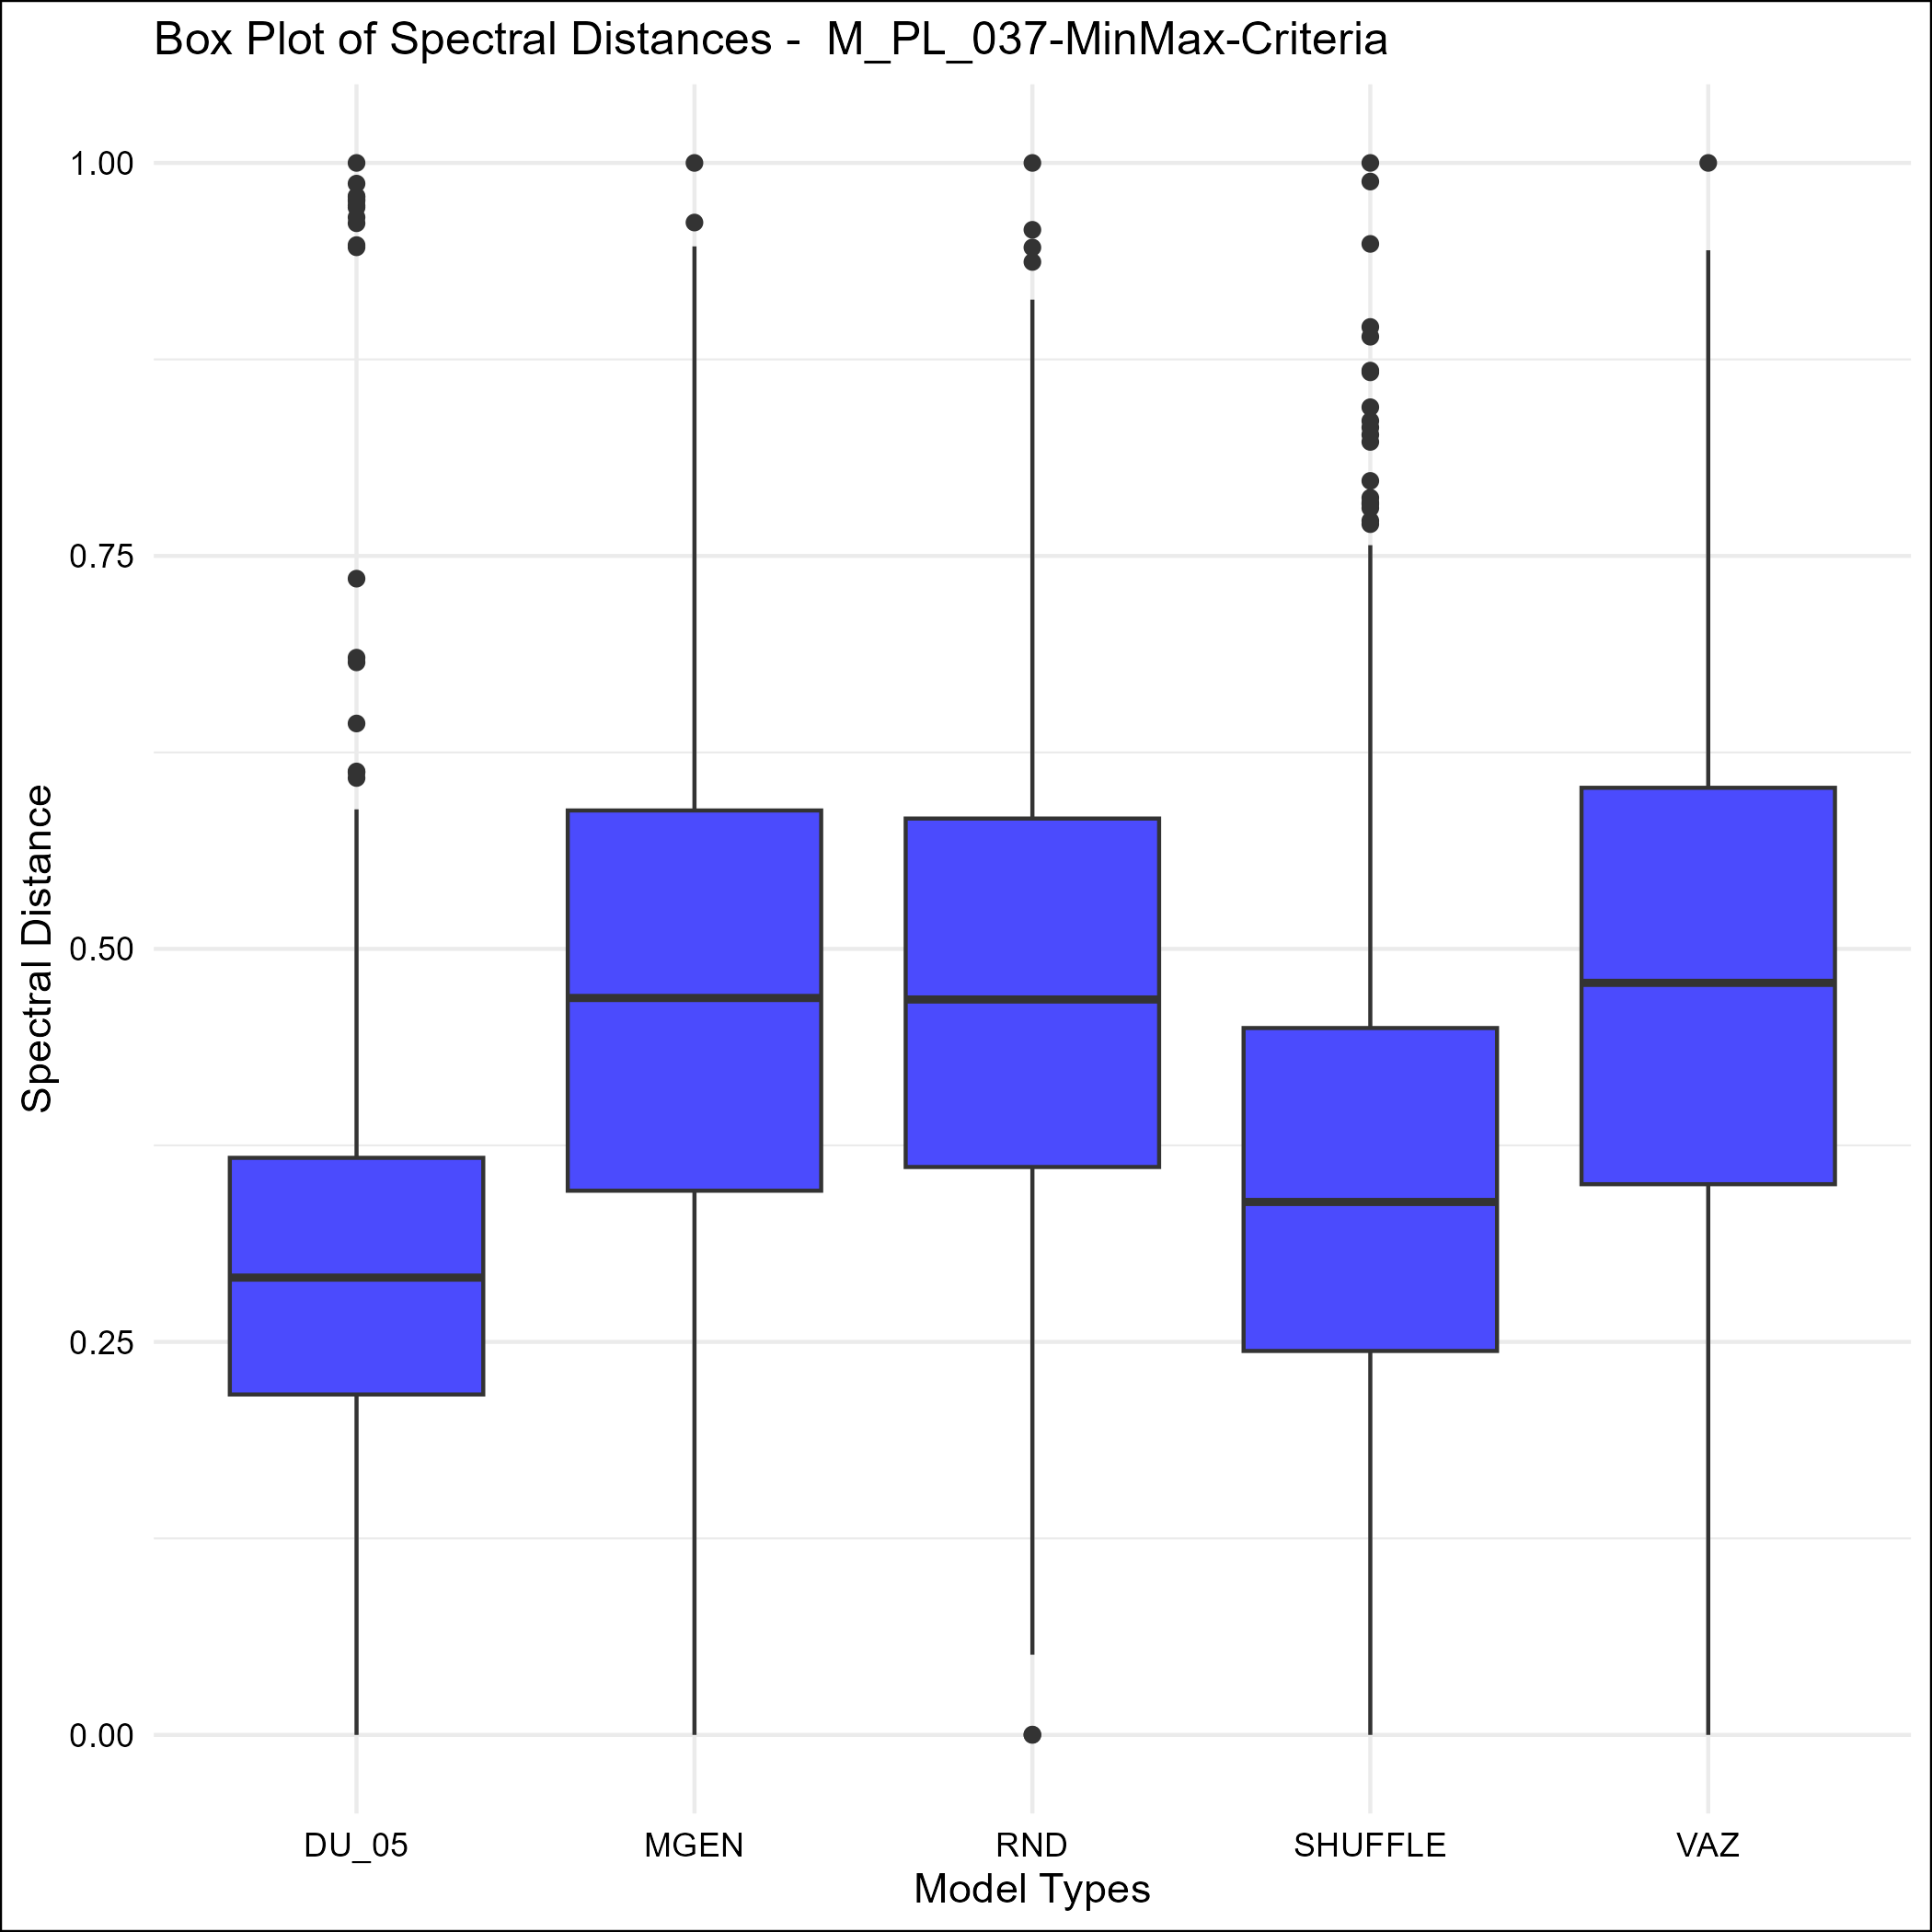 Box Plot of Spectral Distances -  M_PL_037-MinMax-Criteria
Spectral Distance
1.00
0.75
0.50
0.25
0.00
DU_05 MGEN RND SHUFFLE VAZ
Model Types